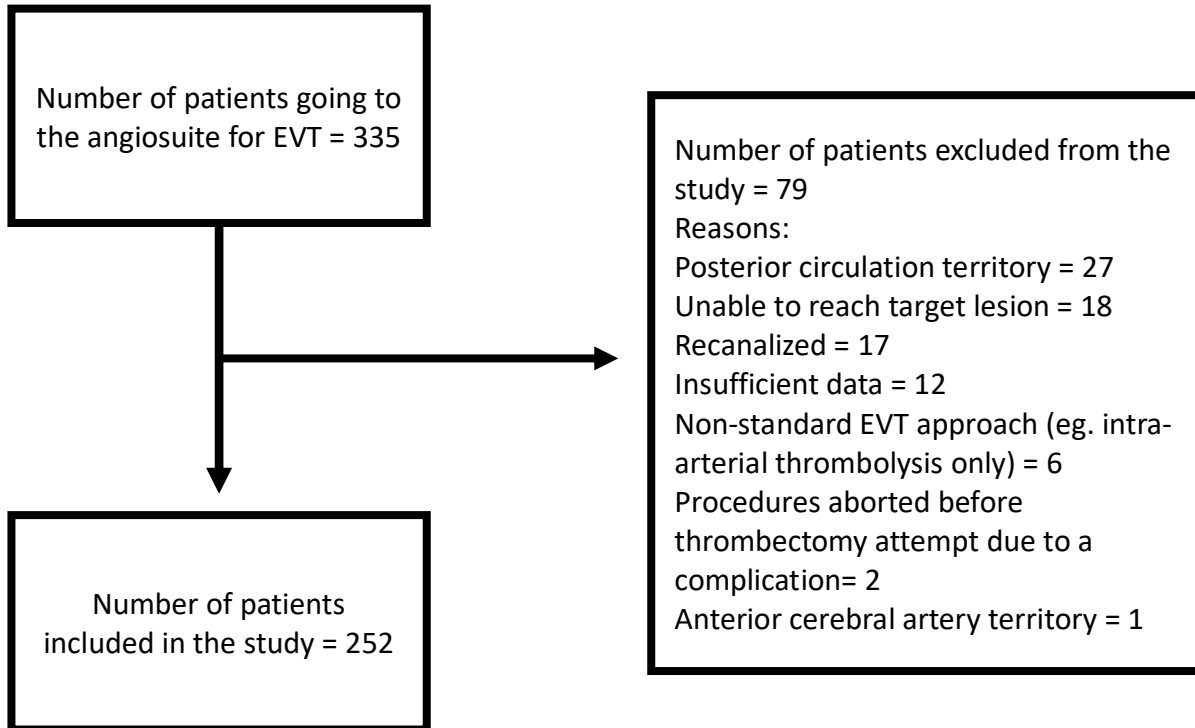 Number of patients going to
the angiosuite for EVT = 335
Number of patients excluded from the
study = 79
Reasons:
Posterior circulation territory = 27
Unable to reach target lesion = 18
Recanalized = 17
Insufficient data = 12
Non-standard EVT approach (eg. intra-
arterial thrombolysis only) = 6
Procedures aborted before
thrombectomy attempt due to a
complication= 2
Anterior cerebral artery territory = 1
Number of patients
included in the study = 252